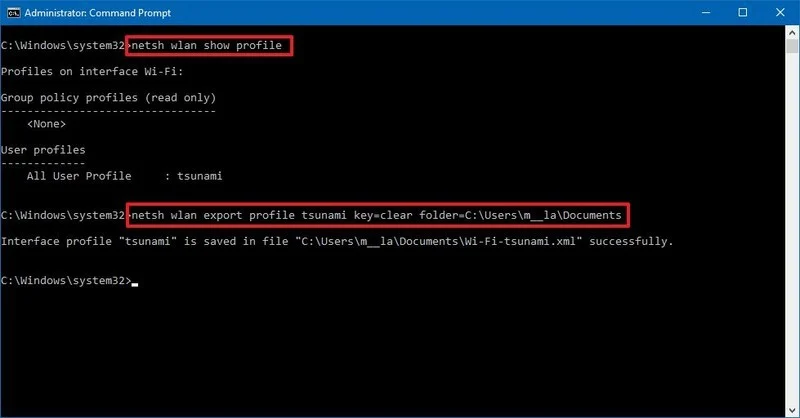 Administrator: Command Prompt
C:\Windows\system32>netsh wlan show profile
Profiles on interface Wi-Fi:
Group policy profiles (read only)
---------------------------------
    <None>
User profiles
-------------
    All User Profile     : tsunami
C:\Windows\system32>netsh wlan export profile tsunami key=clear folder=C:\Users\m__la\Documents
Interface profile "tsunami" is saved in file "C:\Users\m__la\Documents\Wi-Fi-tsunami.xml" successfully.
C:\Windows\system32>